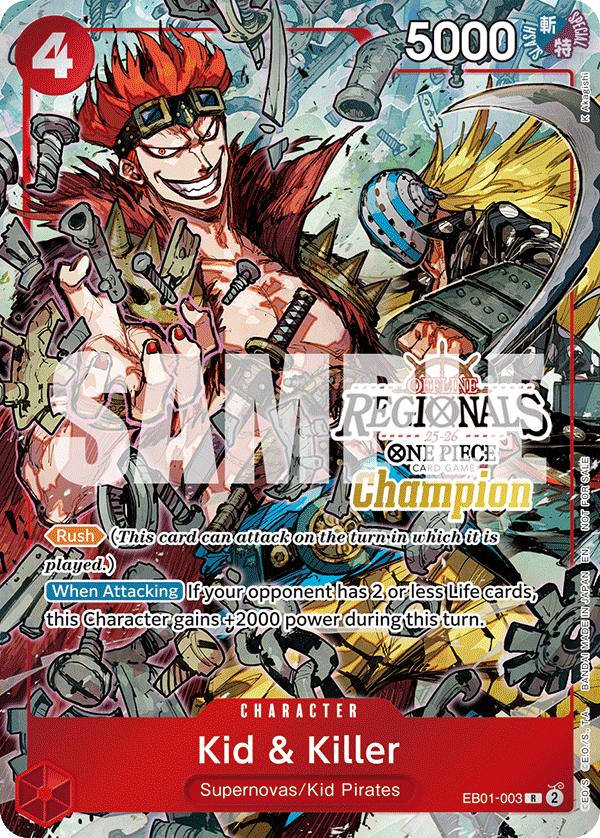 4
5000
斬
SLASH
特
SPECIAL
K Akagishi
SAMPLE
OFFLINE
REGIONALS
25-26
ONE PIECE
CARD GAME
Champion
Rush (This card can attack on the turn in which it is
played.)
When Attacking If your opponent has 2 or less Life cards,
this Character gains +2000 power during this turn.
CHARACTER
Kid & Killer
Supernovas/Kid Pirates
EB01-003 R 2
©E.O/S. ©E.O./S., T.A. BANDAI MADE IN JAPAN EN NOT FOR SALE